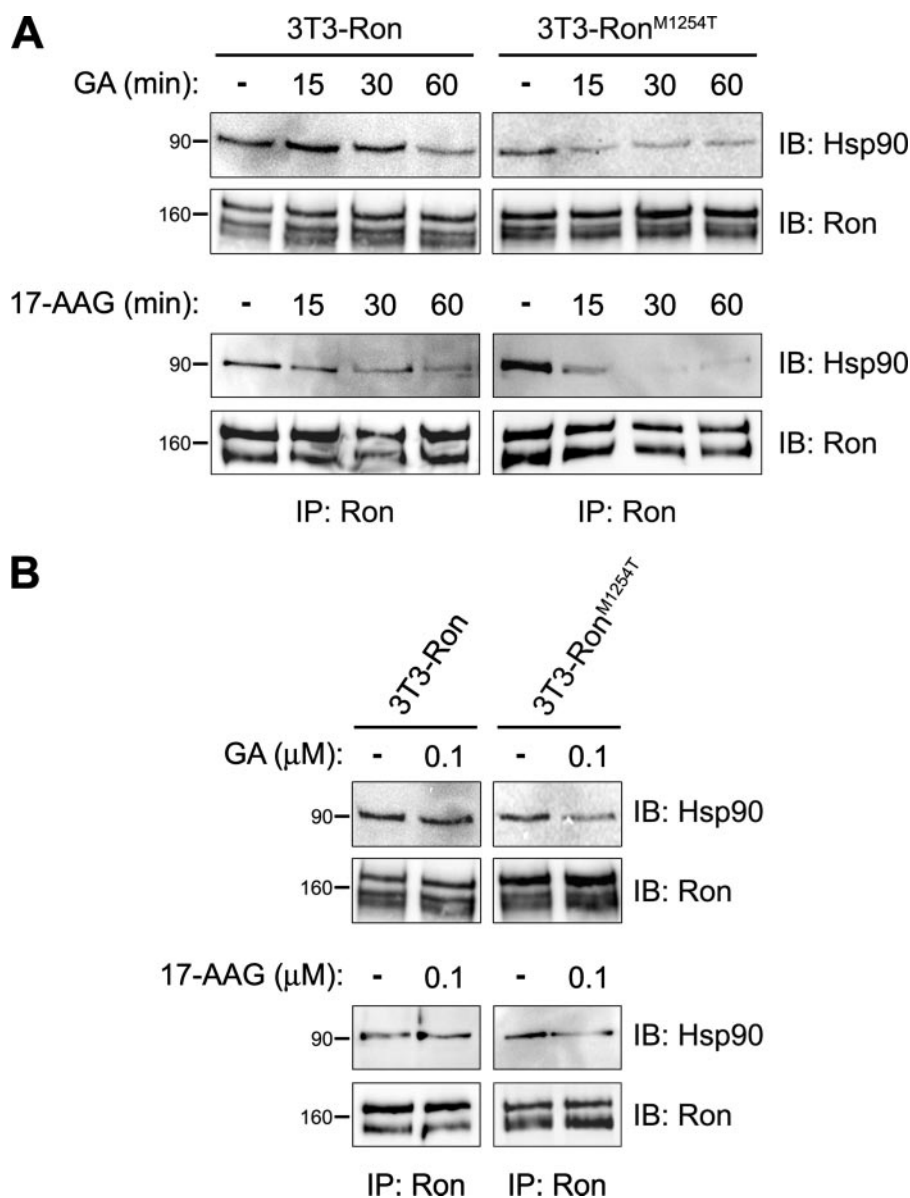 A
3T3-Ron 3T3-Ron^M1254T
GA (min): - 15 30 60 - 15 30 60
90 IB: Hsp90
160 IB: Ron
17-AAG (min): - 15 30 60 - 15 30 60
90 IB: Hsp90
160 IB: Ron
IP: Ron IP: Ron
B
3T3-Ron 3T3-Ron^M1254T
GA (μM): - 0.1 - 0.1
90 IB: Hsp90
160 IB: Ron
17-AAG (μM): - 0.1 - 0.1
90 IB: Hsp90
160 IB: Ron
IP: Ron IP: Ron